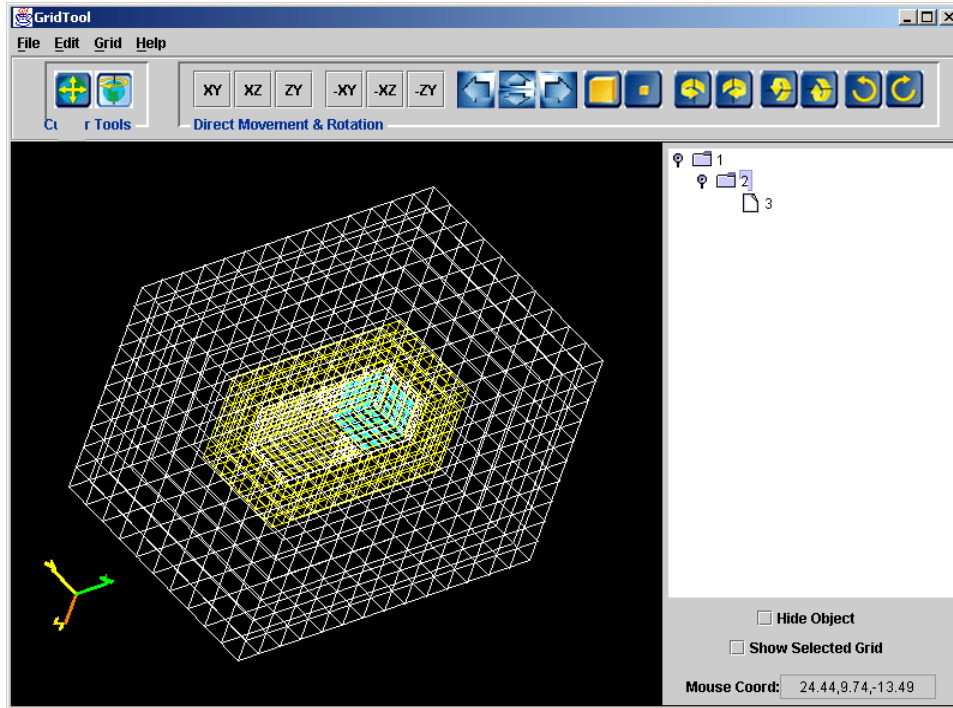 GridTool
File Edit Grid Help
XY XZ ZY -XY -XZ -ZY
Cu r Tools
Direct Movement & Rotation
1
2
3
Hide Object
Show Selected Grid
Mouse Coord: 24.44,9.74,-13.49